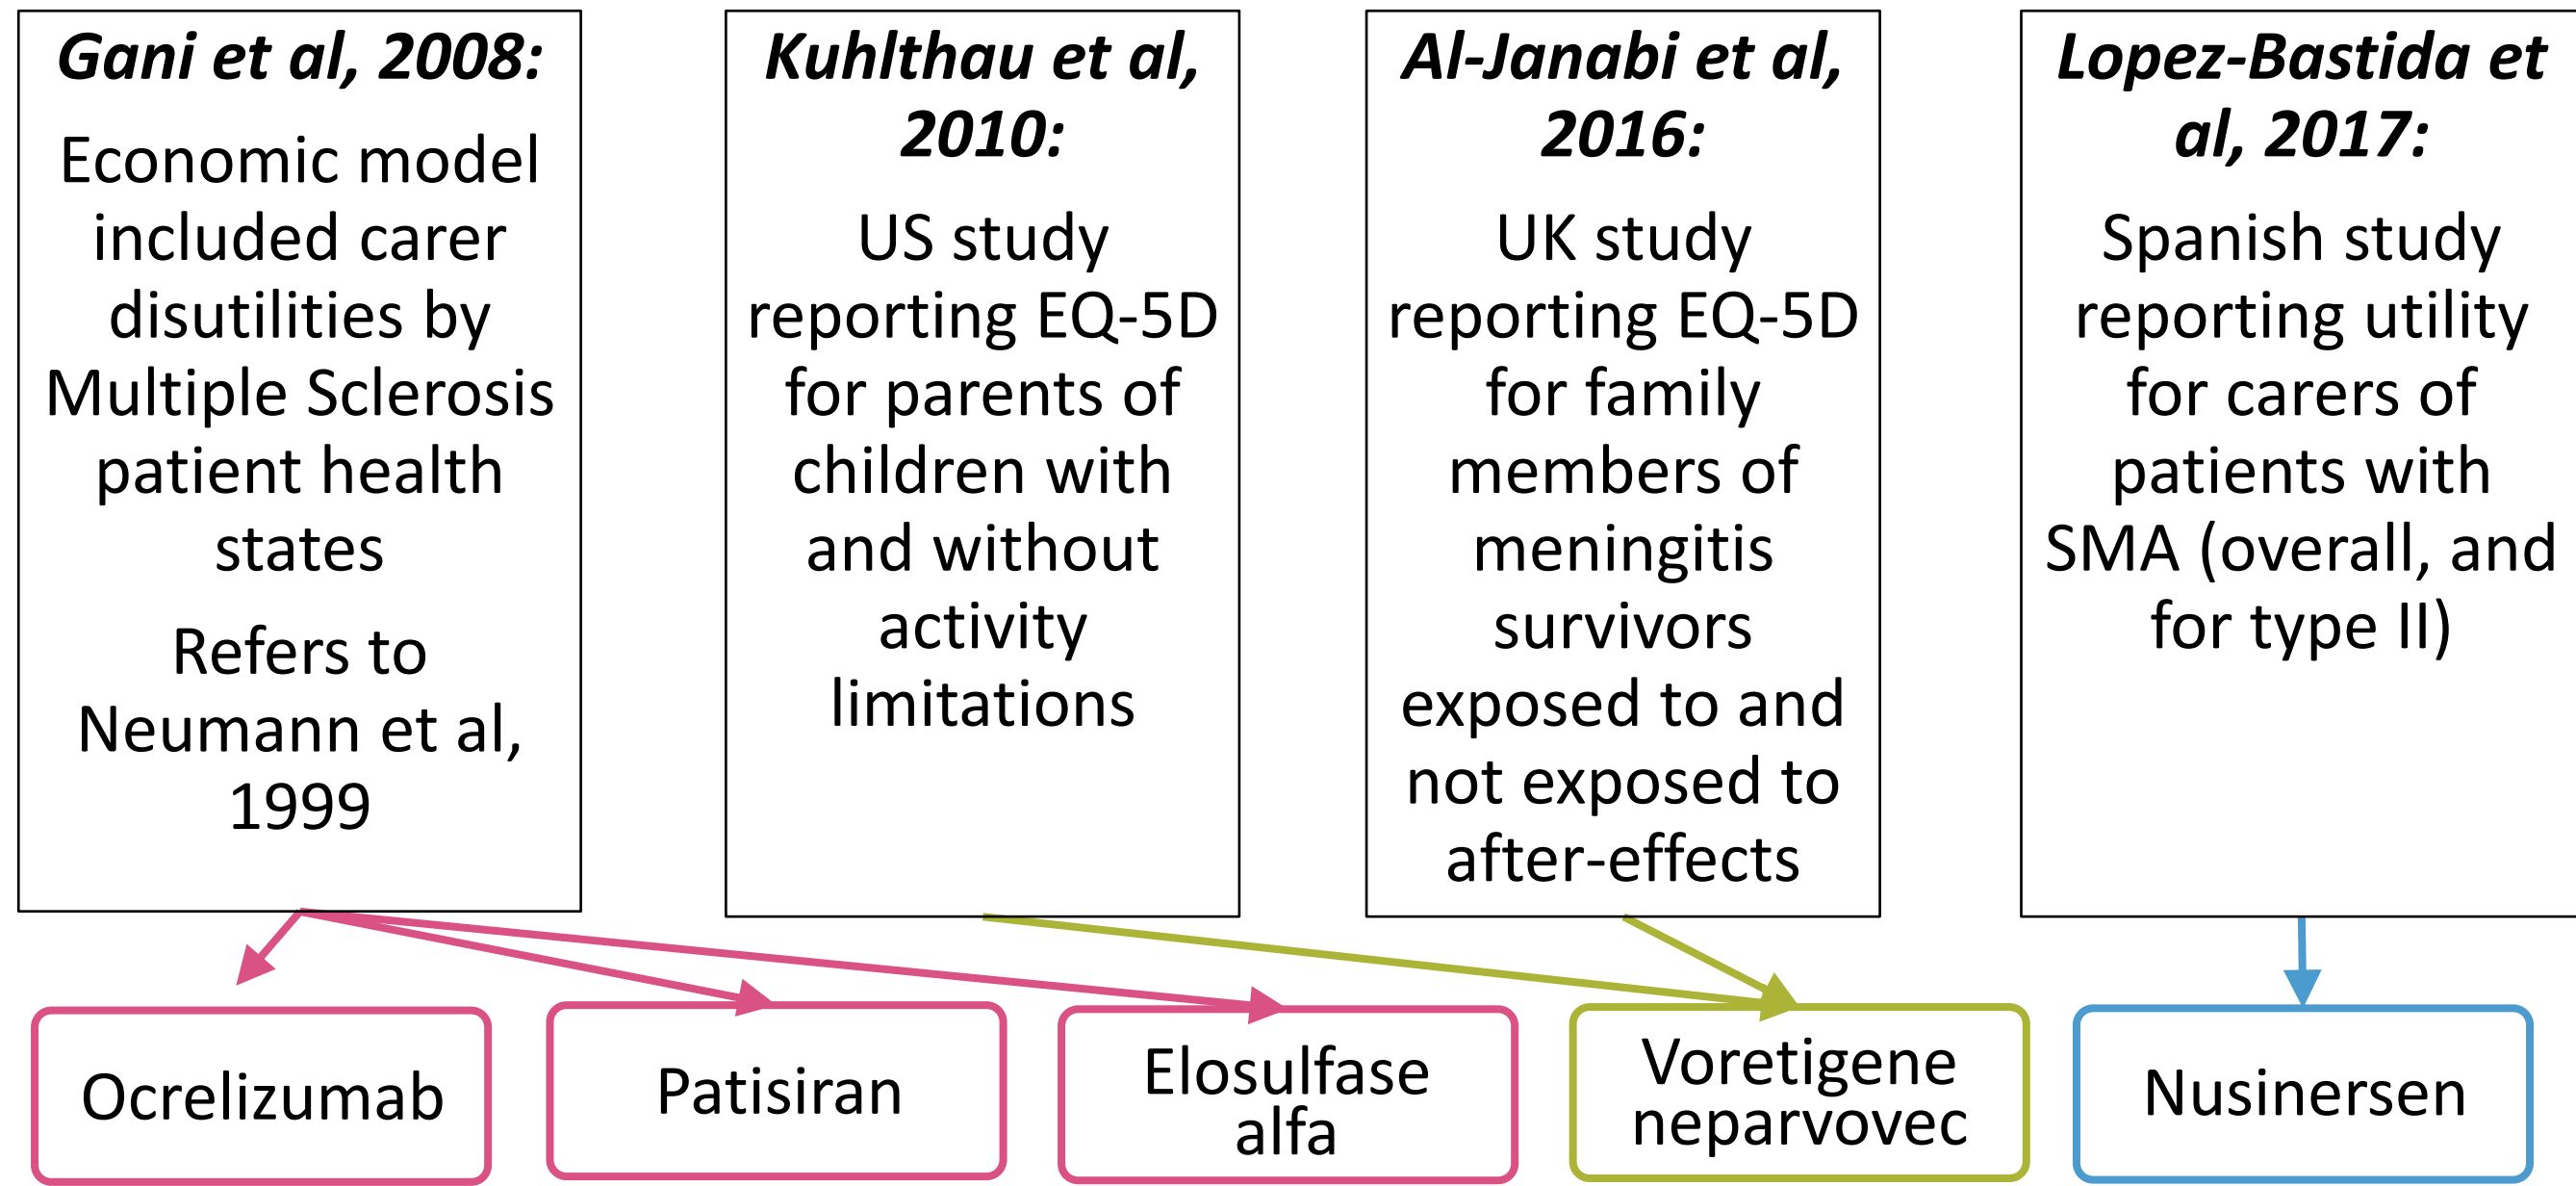 Gani et al, 2008:
Economic model
included carer
disutilities by
Multiple Sclerosis
patient health
states
Refers to
Neumann et al,
1999
Kuhlthau et al,
2010:
US study
reporting EQ-5D
for parents of
children with
and without
activity
limitations
Al-Janabi et al,
2016:
UK study
reporting EQ-5D
for family
members of
meningitis
survivors
exposed to and
not exposed to
after-effects
Lopez-Bastida et
al, 2017:
Spanish study
reporting utility
for carers of
patients with
SMA (overall, and
for type II)
Ocrelizumab
Patisiran
Elosulfase
alfa
Voretigene
neparvovec
Nusinersen